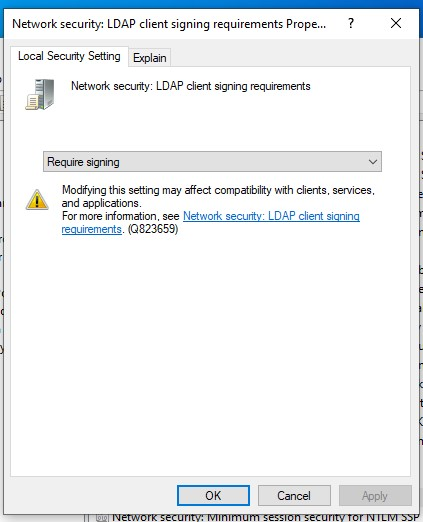 Network security: LDAP client signing requirements Prope...
?
Local Security Setting
Explain
Network security: LDAP client signing requirements
Require signing
Modifying this setting may affect compatibility with clients, services,
and applications.
For more information, see Network security: LDAP client signing
requirements. (Q823659)
OK
Cancel
Apply
Network security: Minimum session security for NTLM SSP